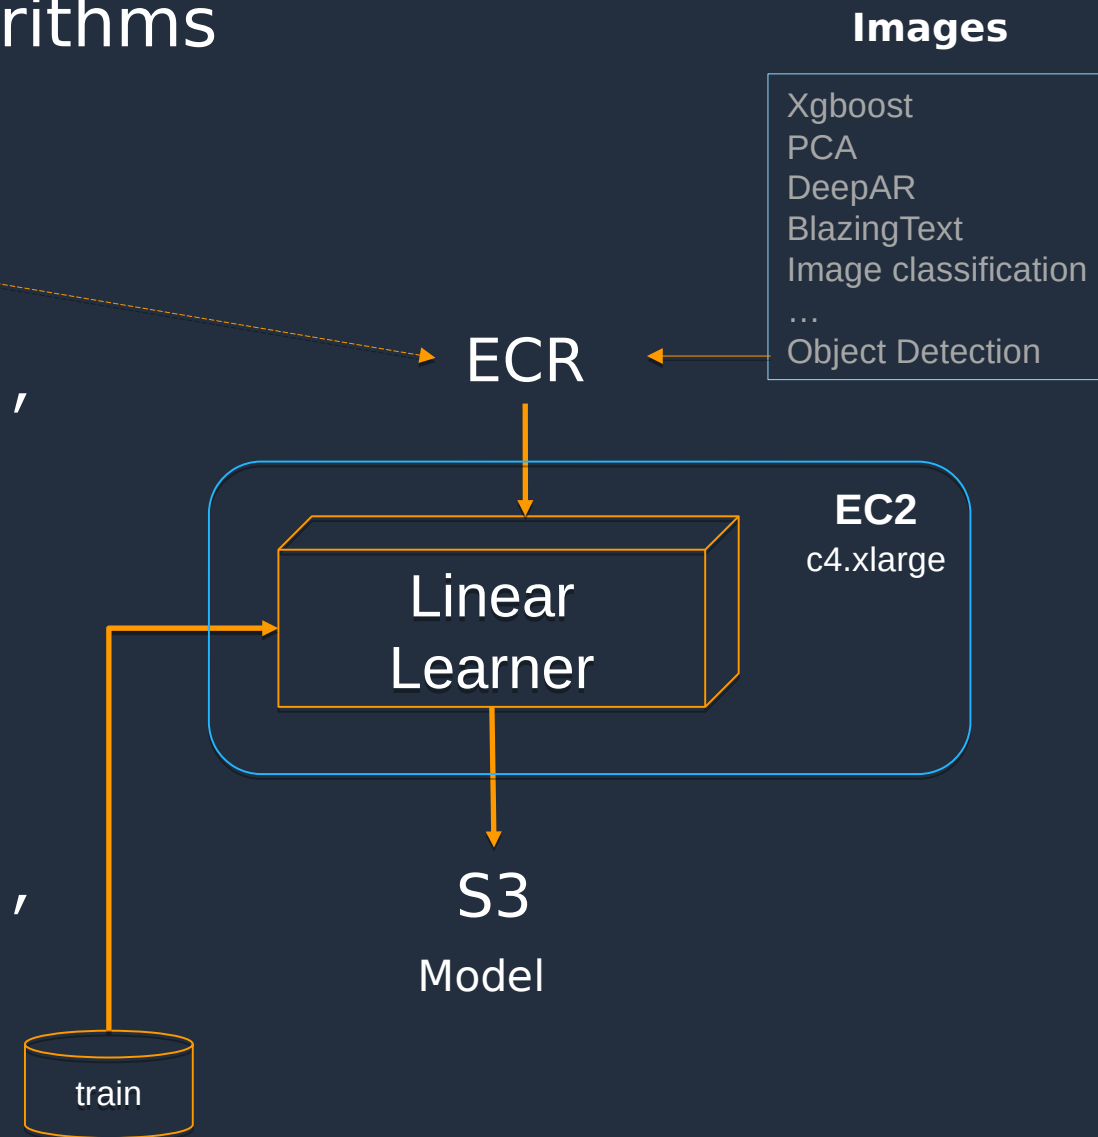 rithms
Images
Xgboost
PCA
DeepAR
BlazingText
Image classification
...
Object Detection
ECR
,
EC2
c4.xlarge
Linear
Learner
,
S3
Model
train